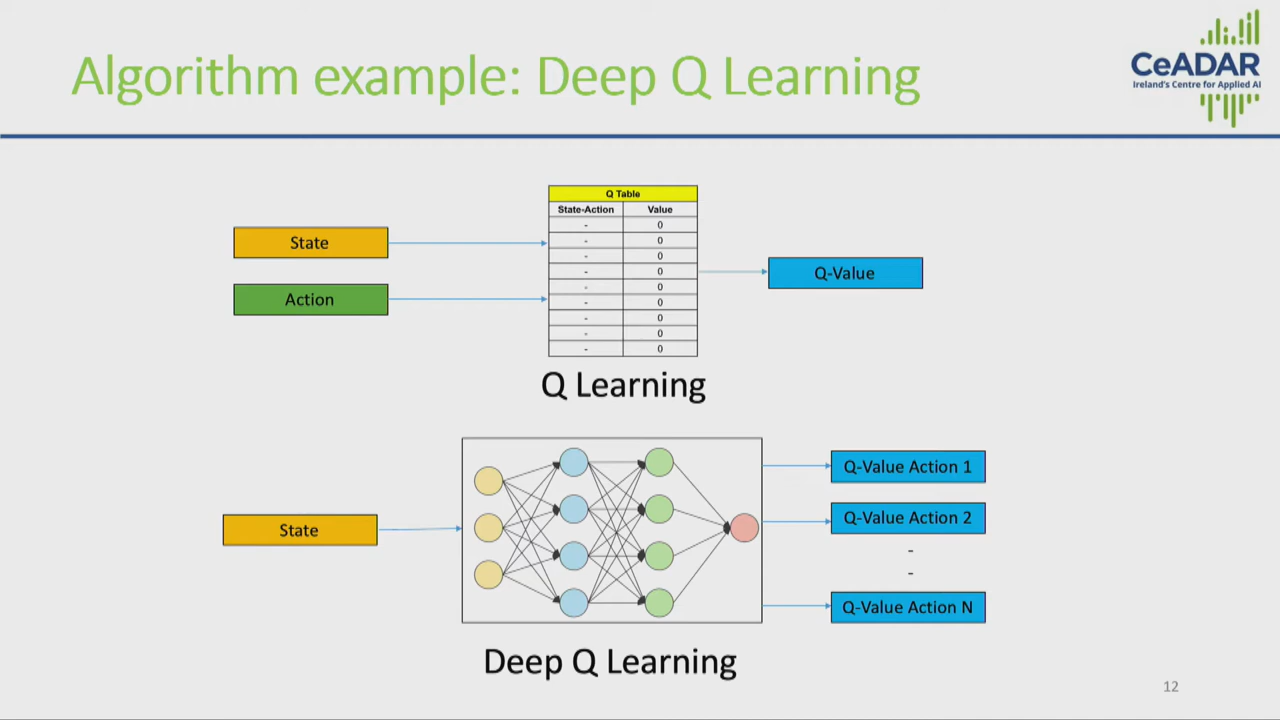 Algorithm example: Deep Q Learning
CeADAR
Ireland's Centre for Applied AI
Q Table
State-Action Value
- 0
- 0
- 0
- 0
- 0
- 0
- 0
- 0
- 0
State
Action
Q-Value
Q Learning
State
Q-Value Action 1
Q-Value Action 2
-
-
Q-Value Action N
Deep Q Learning
12